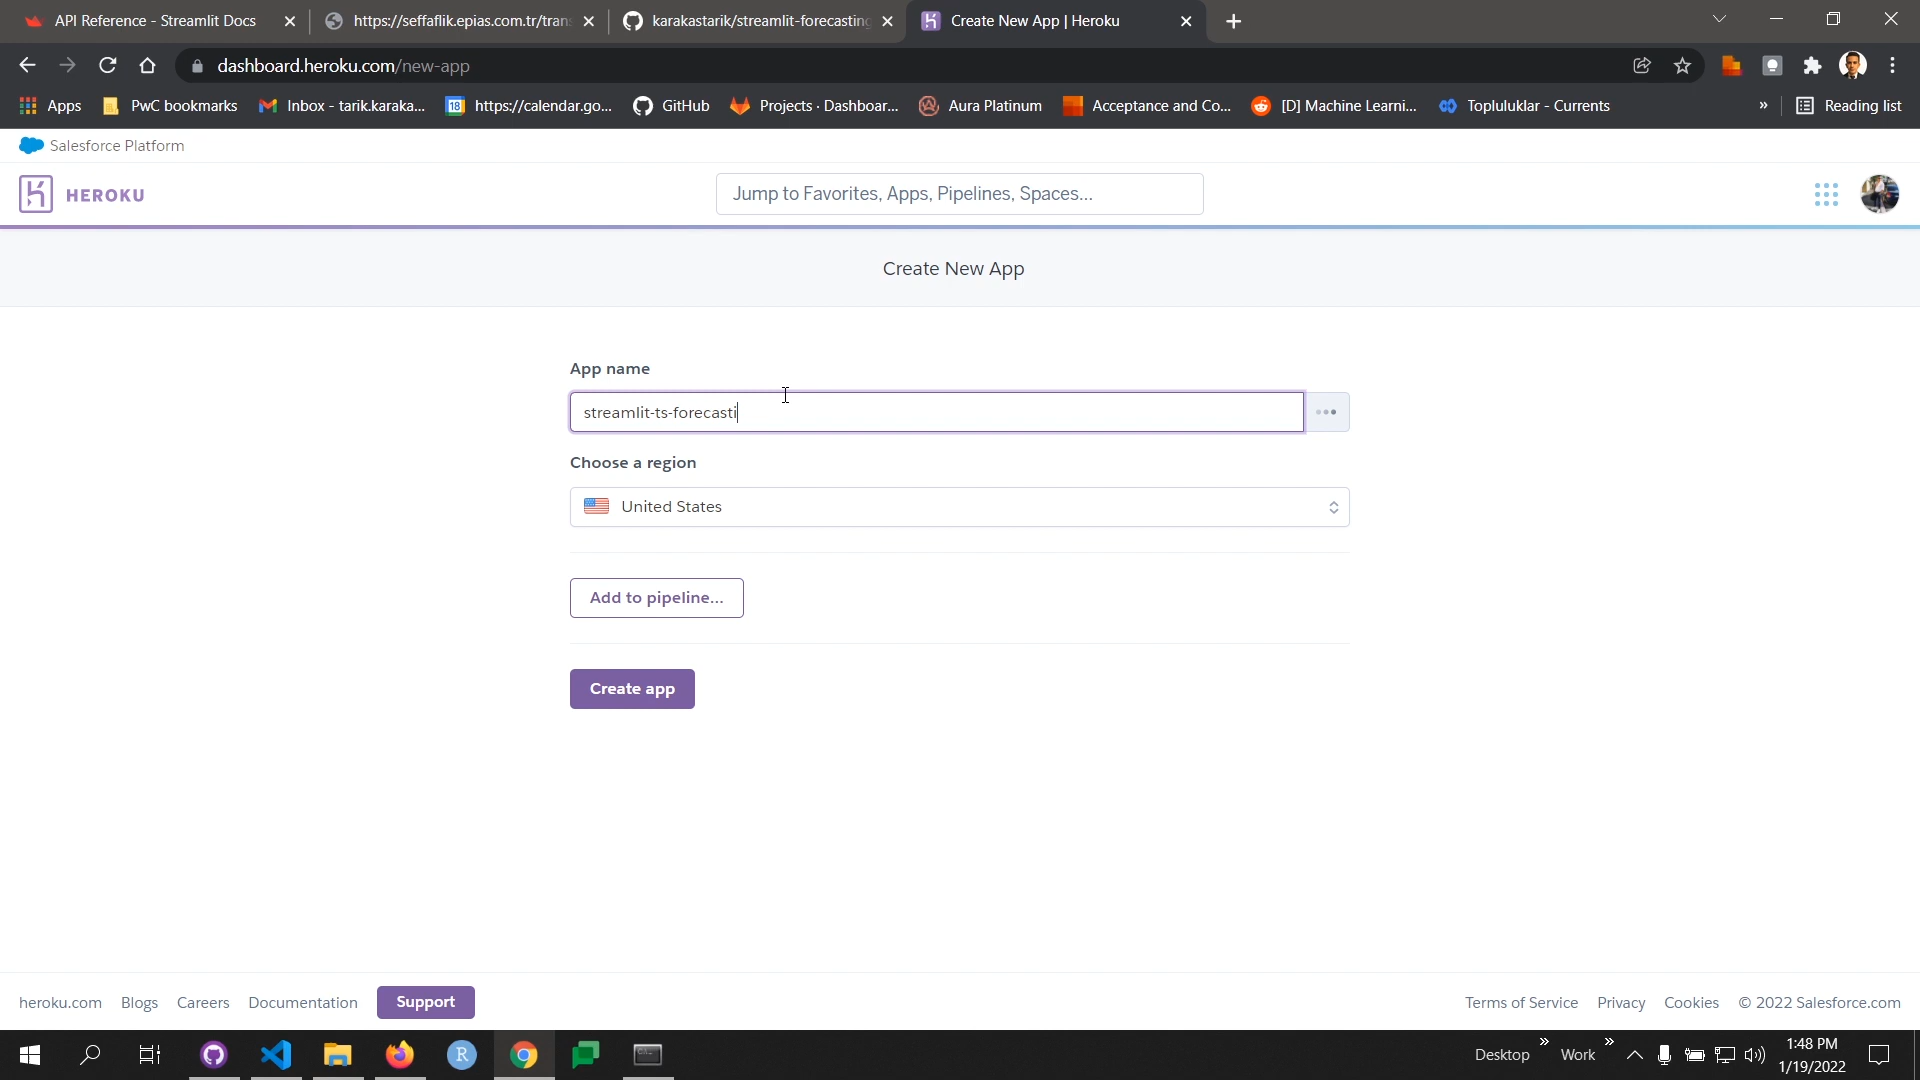 API Reference - Streamlit Docs
https://seffaflik.epias.com.tr/tran
karakastarik/streamlit-forecasting
Create New App | Heroku
dashboard.heroku.com/new-app
Apps
PwC bookmarks
Inbox - tarik.karaka...
18
https://calendar.go...
GitHub
Projects · Dashboar...
Aura Platinum
Acceptance and Co...
[D] Machine Learni...
Topluluklar - Currents
»
Reading list
Salesforce Platform
HEROKU
Jump to Favorites, Apps, Pipelines, Spaces...
Create New App
App name
streamlit-ts-forecasti
Choose a region
United States
Add to pipeline...
Create app
heroku.com
Blogs
Careers
Documentation
Support
Terms of Service
Privacy
Cookies
© 2022 Salesforce.com
R
Desktop
»
Work
»
1:48 PM
1/19/2022